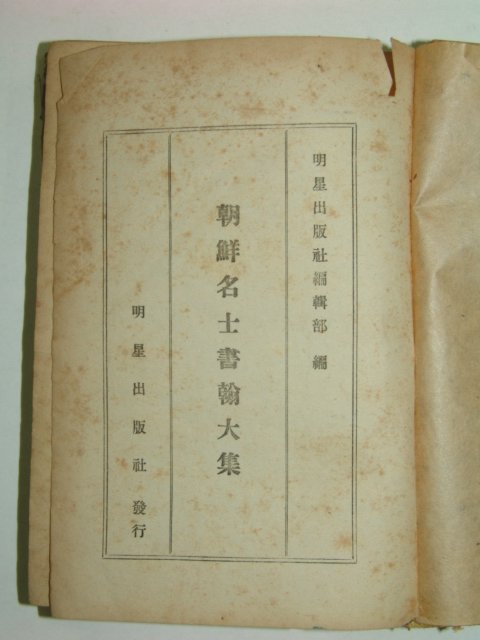 明星出版社編輯部 編
朝鮮名士書翰大集
明星出版社 發行